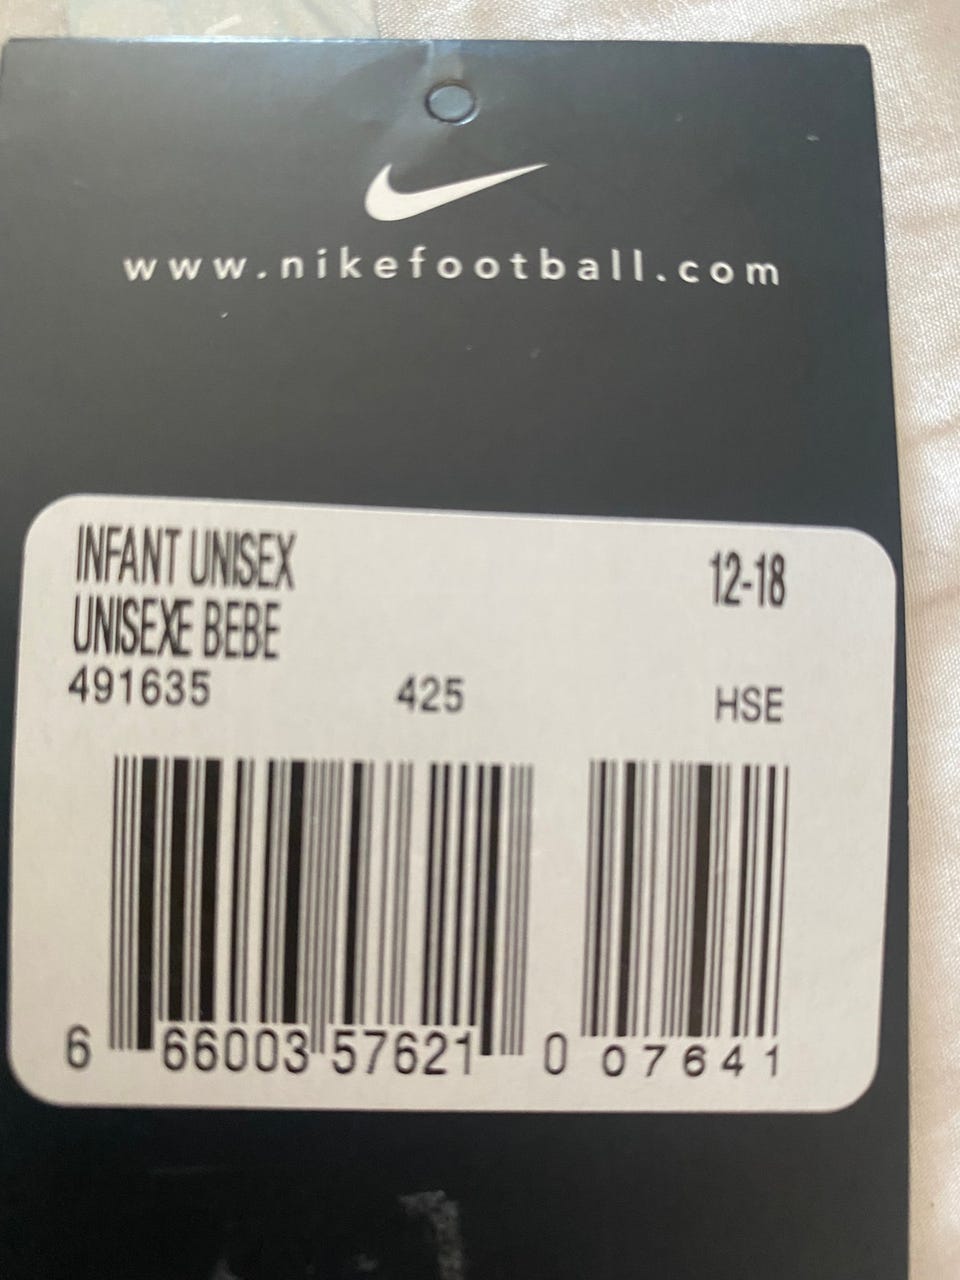 www.nikefootball.com
INFANT UNISEX
12-18
UNISEXE BEBE
491635 425 HSE
6 66003 57621 0 07641